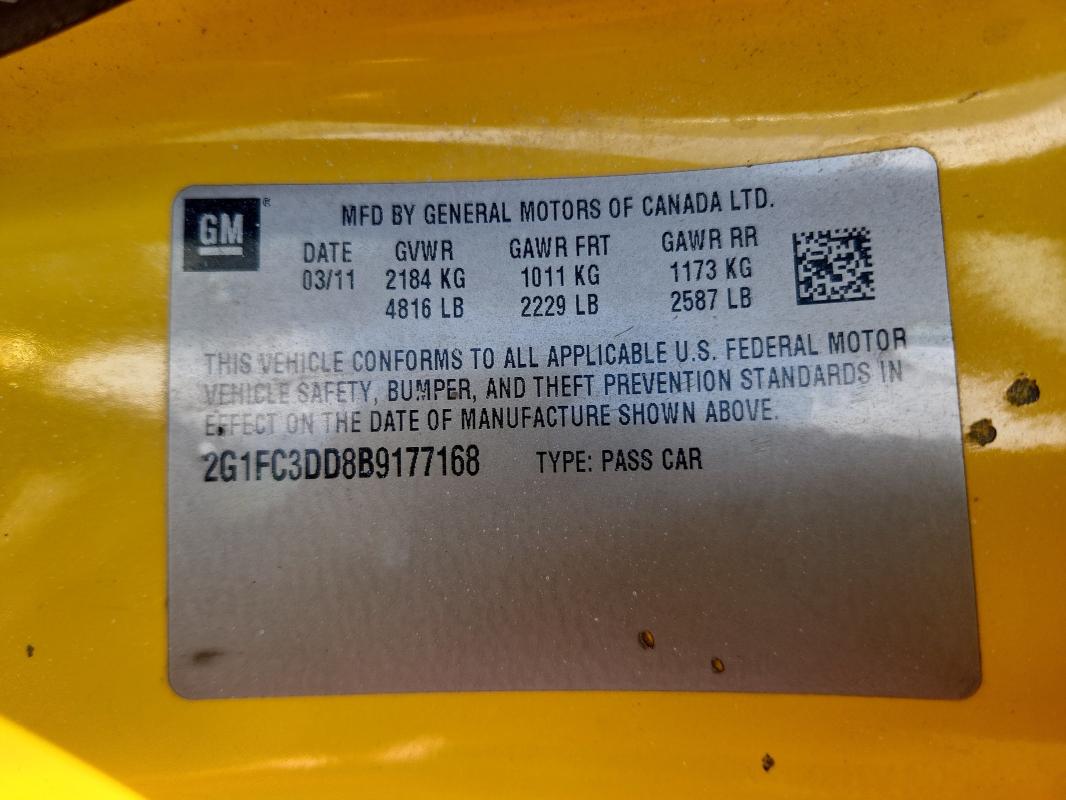 GM ®
MFD BY GENERAL MOTORS OF CANADA LTD.
DATE GVWR GAWR FRT GAWR RR
03/11 2184 KG 1011 KG 1173 KG
4816 LB 2229 LB 2587 LB
THIS VEHICLE CONFORMS TO ALL APPLICABLE U.S. FEDERAL MOTOR
VEHICLE SAFETY, BUMPER, AND THEFT PREVENTION STANDARDS IN
EFFECT ON THE DATE OF MANUFACTURE SHOWN ABOVE.
2G1FC3DD8B9177168 TYPE: PASS CAR